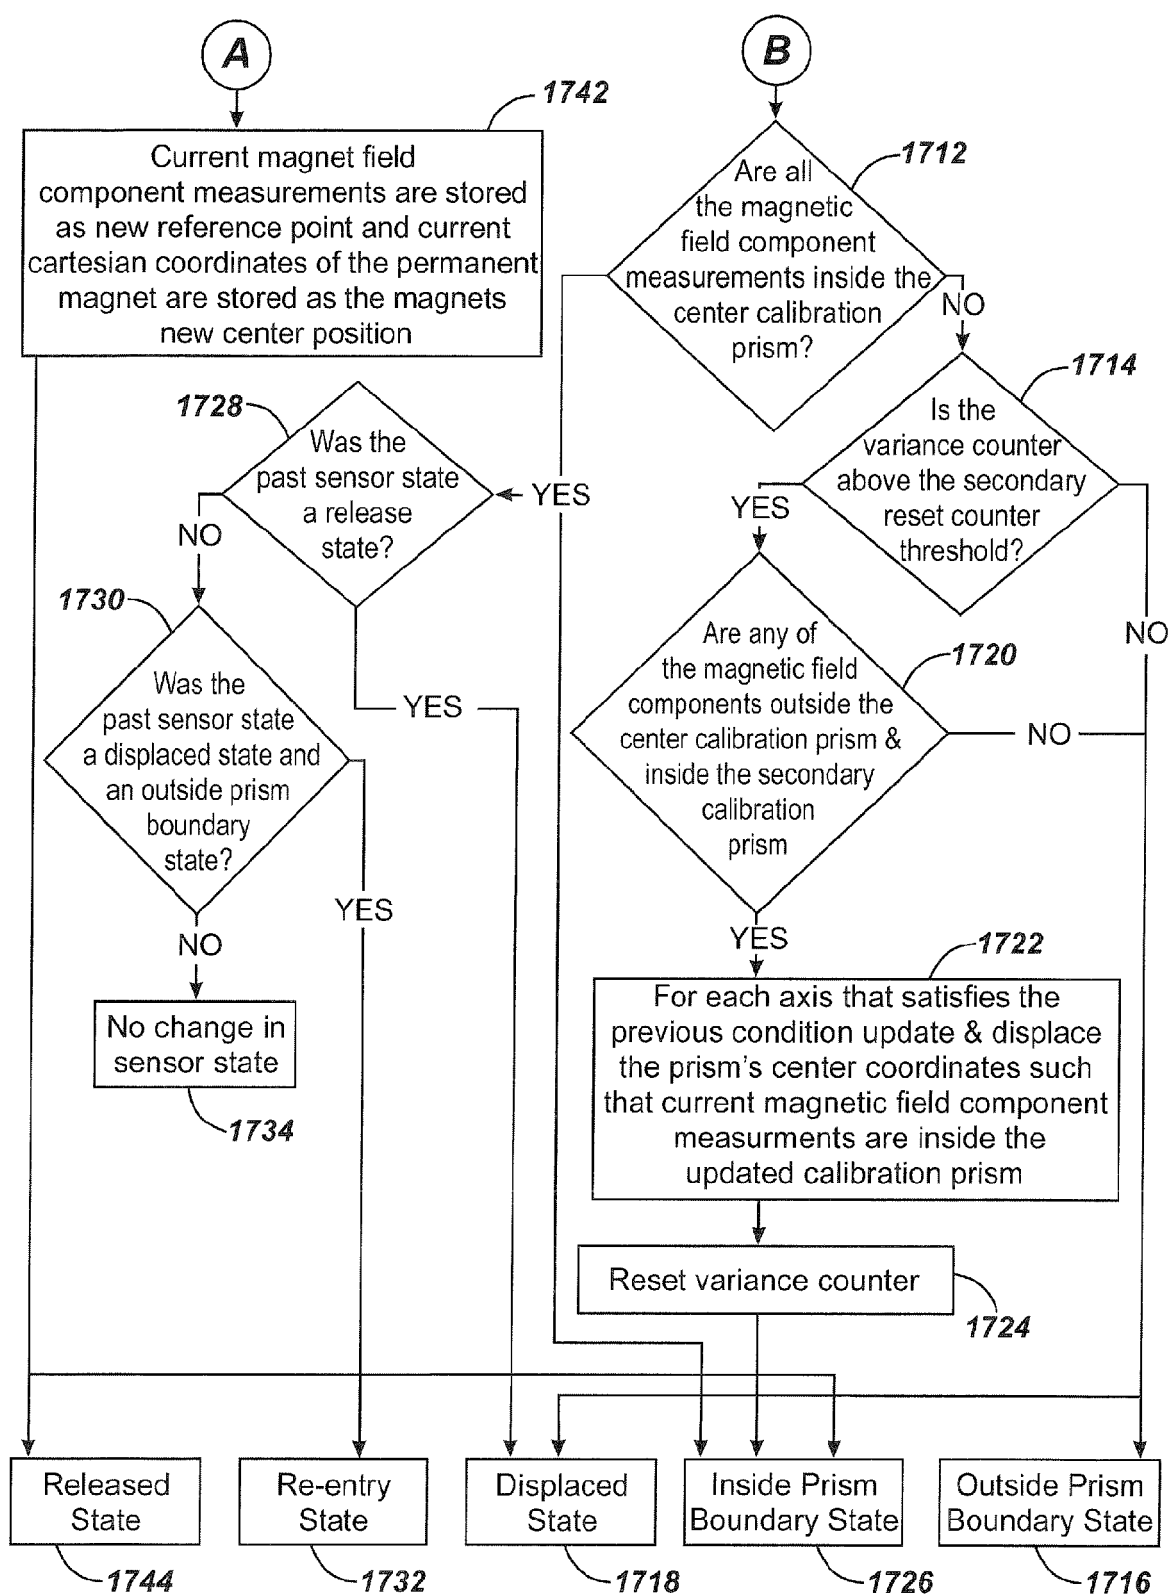 A
B
1742
Current magnet field
component measurements are stored
as new reference point and current
cartesian coordinates of the permanent
magnet are stored as the magnets
new center position
1712
Are all
the magnetic
field component
measurements inside the
center calibration
prism?
NO
1714
Is the
variance counter
above the secondary
reset counter
threshold?
1728
Was the
past sensor state
a release
state?
YES
YES
NO
NO
1730
Was the
past sensor state
a displaced state and
an outside prism
boundary
state?
YES
1720
Are any of
the magnetic field
components outside the
center calibration prism &
inside the secondary
calibration
prism
NO
YES
NO
YES
1722
For each axis that satisfies the
previous condition update & displace
the prism's center coordinates such
that current magnetic field component
measurments are inside the
updated calibration prism
No change in
sensor state
1734
Reset variance counter
1724
Released
State
Re-entry
State
Displaced
State
Inside Prism
Boundary State
Outside Prism
Boundary State
1744
1732
1718
1726
1716